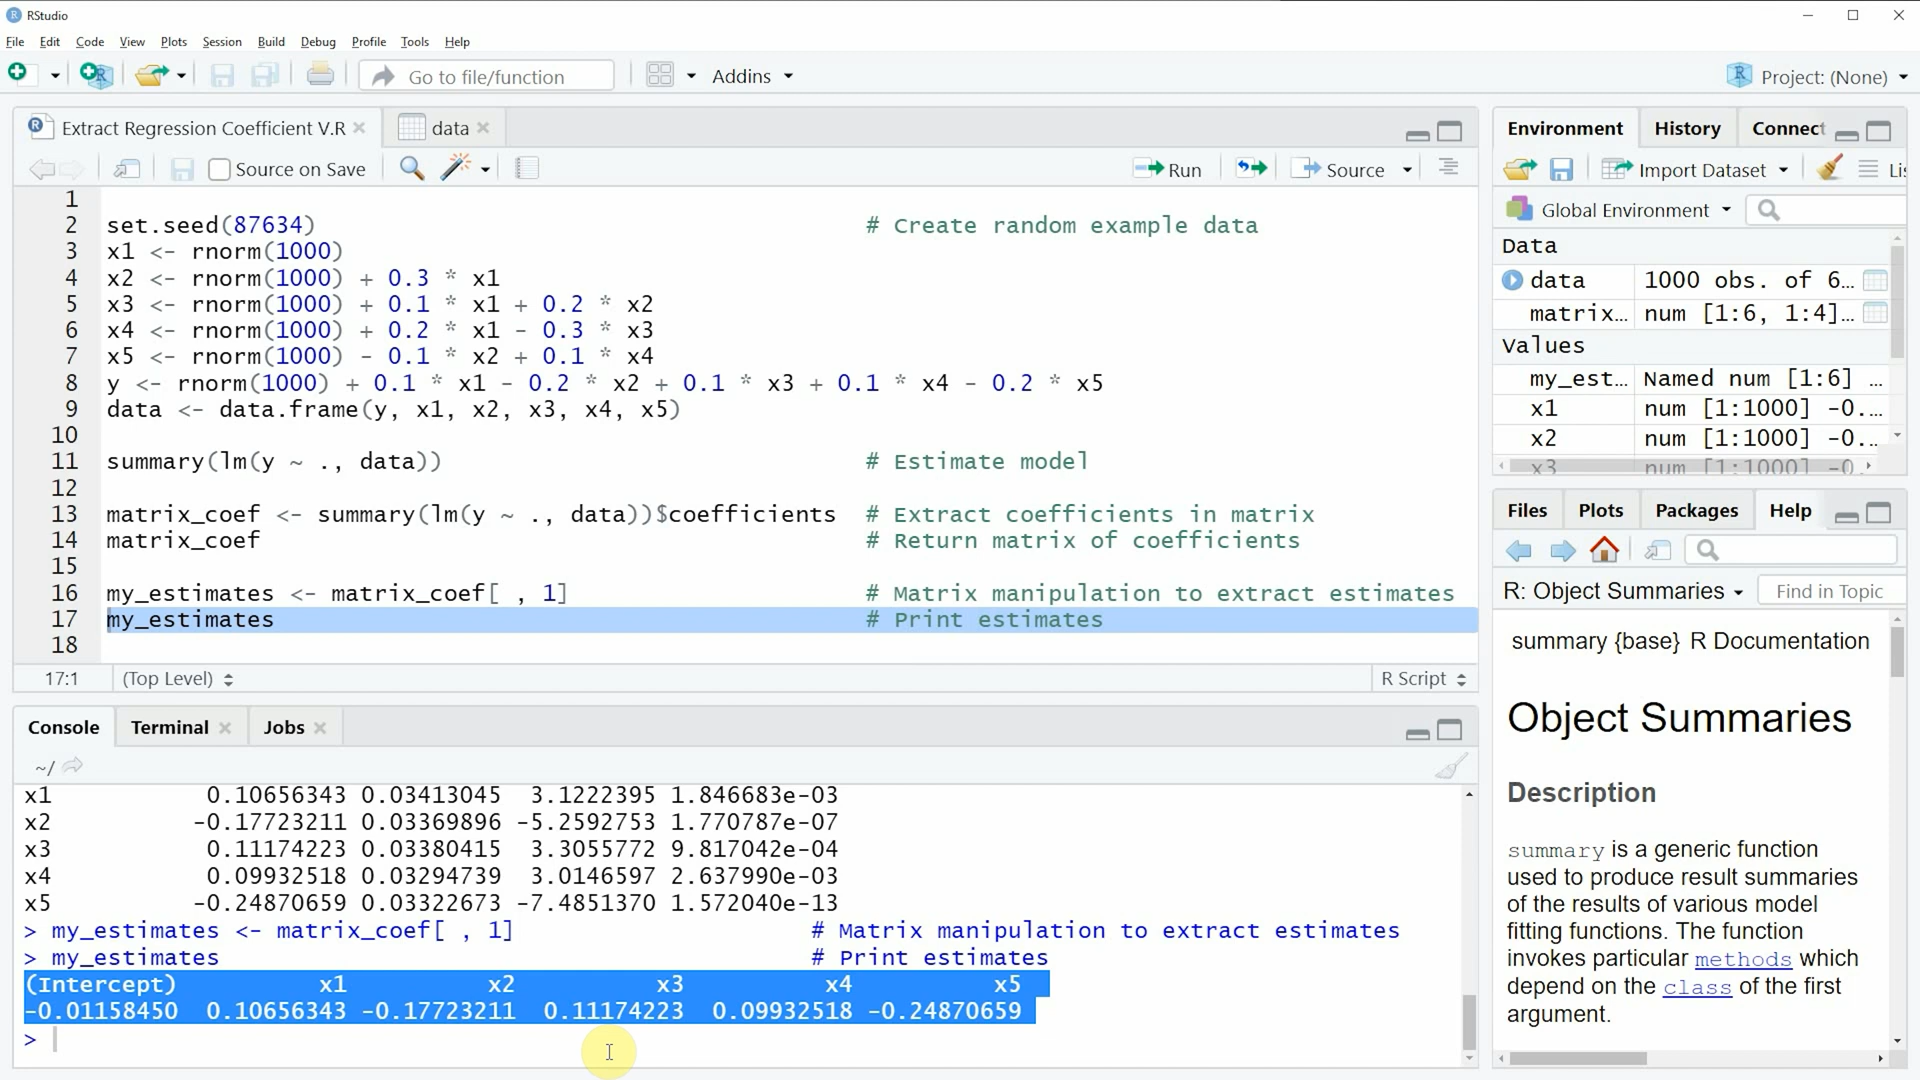 RStudio
File Edit Code View Plots Session Build Debug Profile Tools Help
Go to file/function Addins Project: (None)
Extract Regression Coefficient V.R data
Source on Save Run Source
1
2 set.seed(87634) # Create random example data
3 x1 <- rnorm(1000)
4 x2 <- rnorm(1000) + 0.3 * x1
5 x3 <- rnorm(1000) + 0.1 * x1 + 0.2 * x2
6 x4 <- rnorm(1000) + 0.2 * x1 - 0.3 * x3
7 x5 <- rnorm(1000) - 0.1 * x2 + 0.1 * x4
8 y <- rnorm(1000) + 0.1 * x1 - 0.2 * x2 + 0.1 * x3 + 0.1 * x4 - 0.2 * x5
9 data <- data.frame(y, x1, x2, x3, x4, x5)
10
11 summary(lm(y ~ ., data)) # Estimate model
12
13 matrix_coef <- summary(lm(y ~ ., data))$coefficients # Extract coefficients in matrix
14 matrix_coef # Return matrix of coefficients
15
16 my_estimates <- matrix_coef[ , 1] # Matrix manipulation to extract estimates
17 my_estimates # Print estimates
18
17:1 (Top Level) R Script
Console Terminal Jobs
~/
x1 0.10656343 0.03413045 3.1222395 1.846683e-03
x2 -0.17723211 0.03369896 -5.2592753 1.770787e-07
x3 0.11174223 0.03380415 3.3055772 9.817042e-04
x4 0.09932518 0.03294739 3.0146597 2.637990e-03
x5 -0.24870659 0.03322673 -7.4851370 1.572040e-13
> my_estimates <- matrix_coef[ , 1] # Matrix manipulation to extract estimates
> my_estimates # Print estimates
(Intercept) x1 x2 x3 x4 x5
-0.01158450 0.10656343 -0.17723211 0.11174223 0.09932518 -0.24870659
>
Environment History Connect
Import Dataset Li
Global Environment
Data
data 1000 obs. of 6…
matrix… num [1:6, 1:4]…
Values
my_est… Named num [1:6] …
x1 num [1:1000] -0.…
x2 num [1:1000] -0.…
x3 num [1:1000] -0
Files Plots Packages Help
R: Object Summaries Find in Topic
summary {base} R Documentation
Object Summaries
Description
summary is a generic function
used to produce result summaries
of the results of various model
fitting functions. The function
invokes particular methods which
depend on the class of the first
argument.